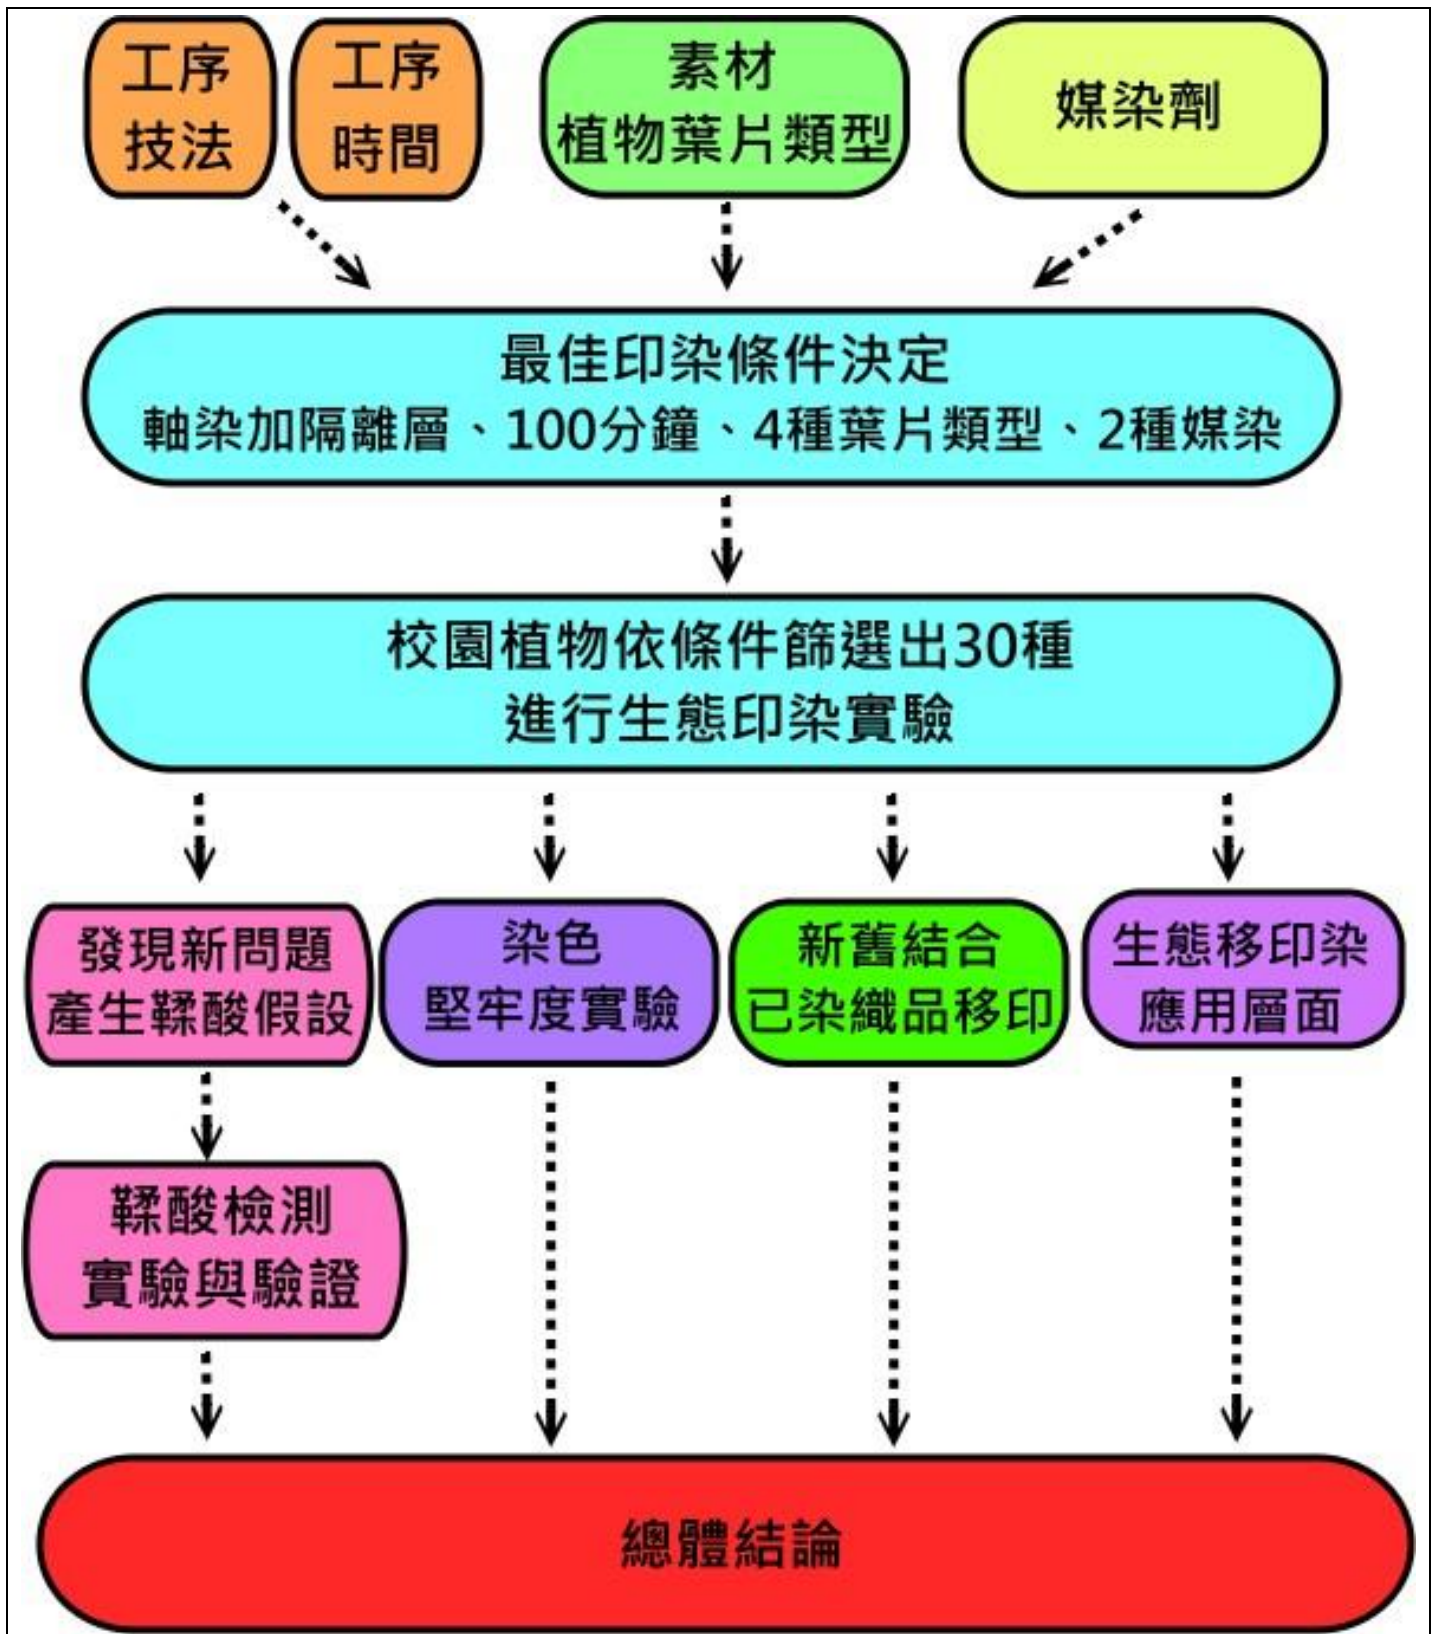 工序
技法
工序
時間
素材
植物葉片類型
媒染劑
最佳印染條件決定
軸染加隔離層、100分鐘、4種葉片類型、2種媒染
校園植物依條件篩選出30種
進行生態印染實驗
發現新問題
產生鞣酸假設
染色
堅牢度實驗
新舊結合
已染織品移印
生態移印染
應用層面
鞣酸檢測
實驗與驗證
總體結論